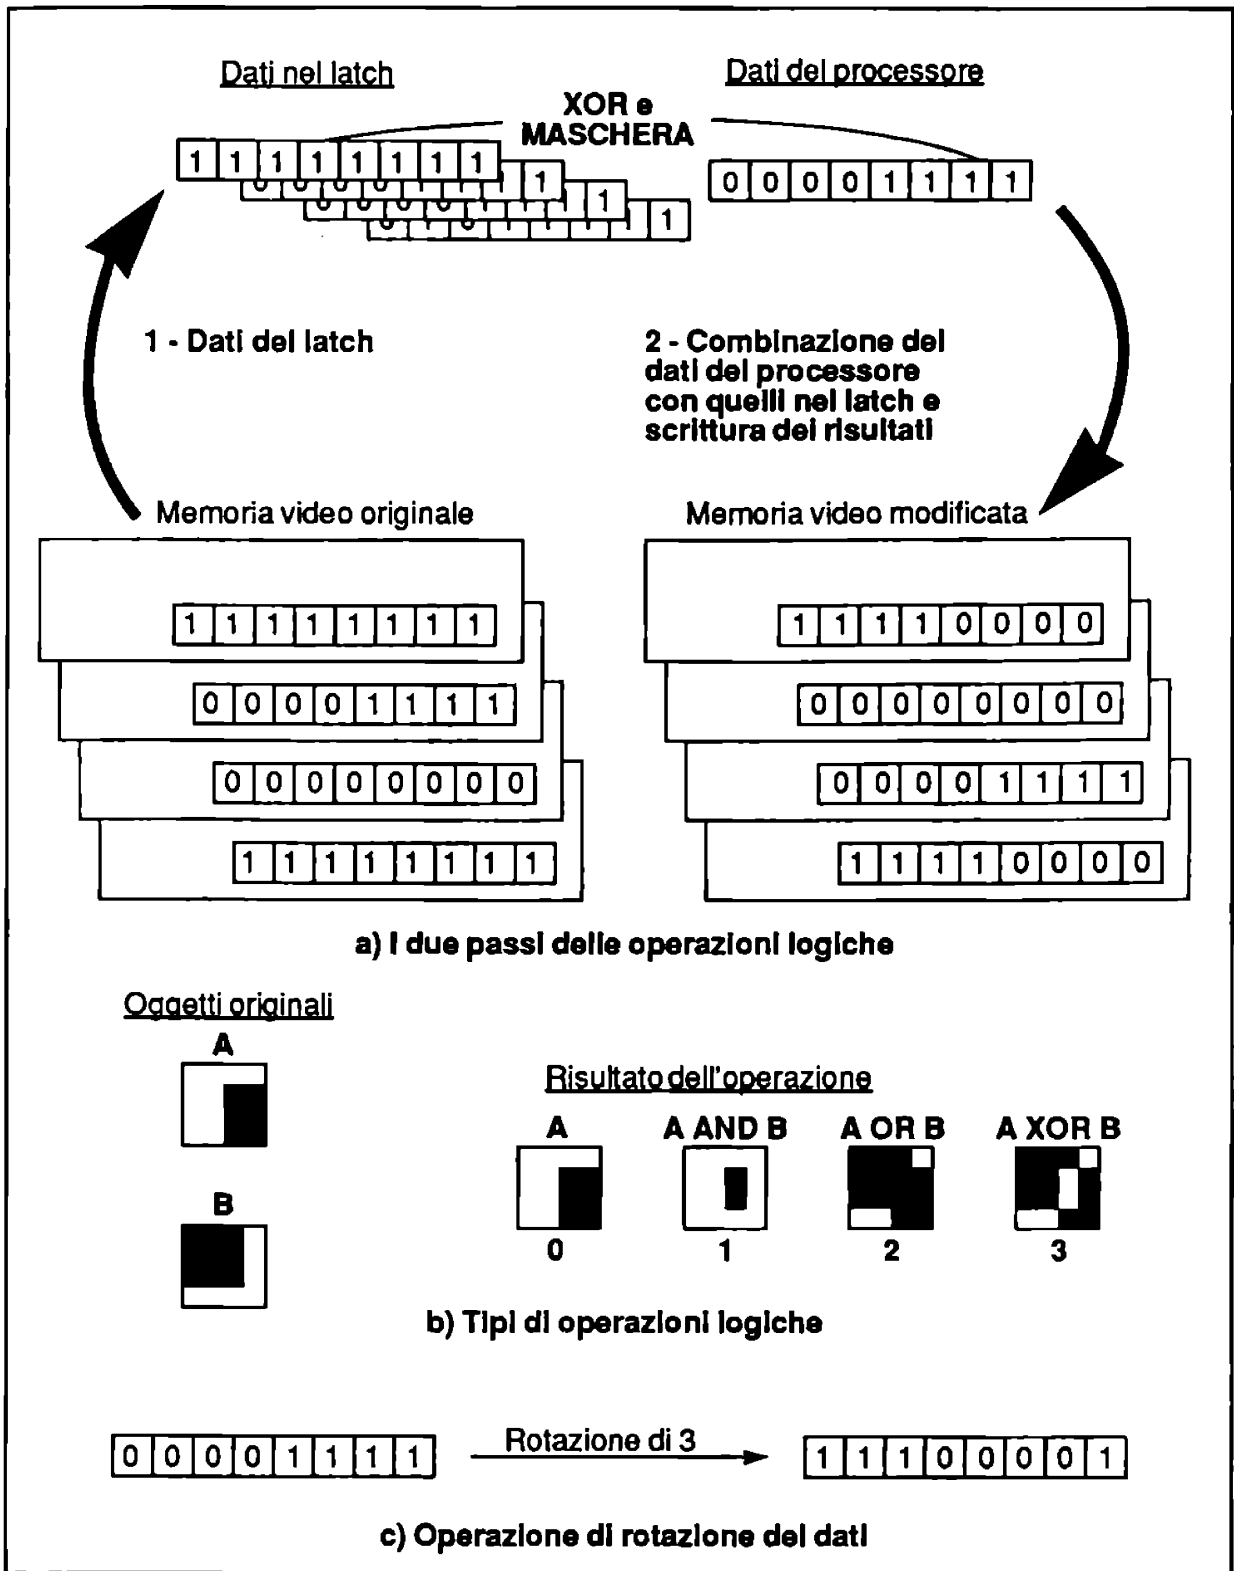 Dati nel latch
Dati del processore
XOR e
MASCHERA
1 1 1 1 1 1 1 1
1
1
1
0 0 0 0 1 1 1 1
1 - Dati del latch
2 - Combinazione dei
dati del processore
con quelli nel latch e
scrittura dei risultati
Memoria video originale
Memoria video modificata
1 1 1 1 1 1 1 1
1 1 1 1 0 0 0 0
0 0 0 0 1 1 1 1
0 0 0 0 0 0 0 0
0 0 0 0 0 0 0 0
0 0 0 0 1 1 1 1
1 1 1 1 1 1 1 1
1 1 1 1 0 0 0 0
a) I due passi delle operazioni logiche
Oggetti originali
A
B
Risultato dell'operazione
A
A AND B
A OR B
A XOR B
0
1
2
3
b) Tipi di operazioni logiche
0 0 0 0 1 1 1 1
Rotazione di 3
1 1 1 0 0 0 0 1
c) Operazione di rotazione dei dati